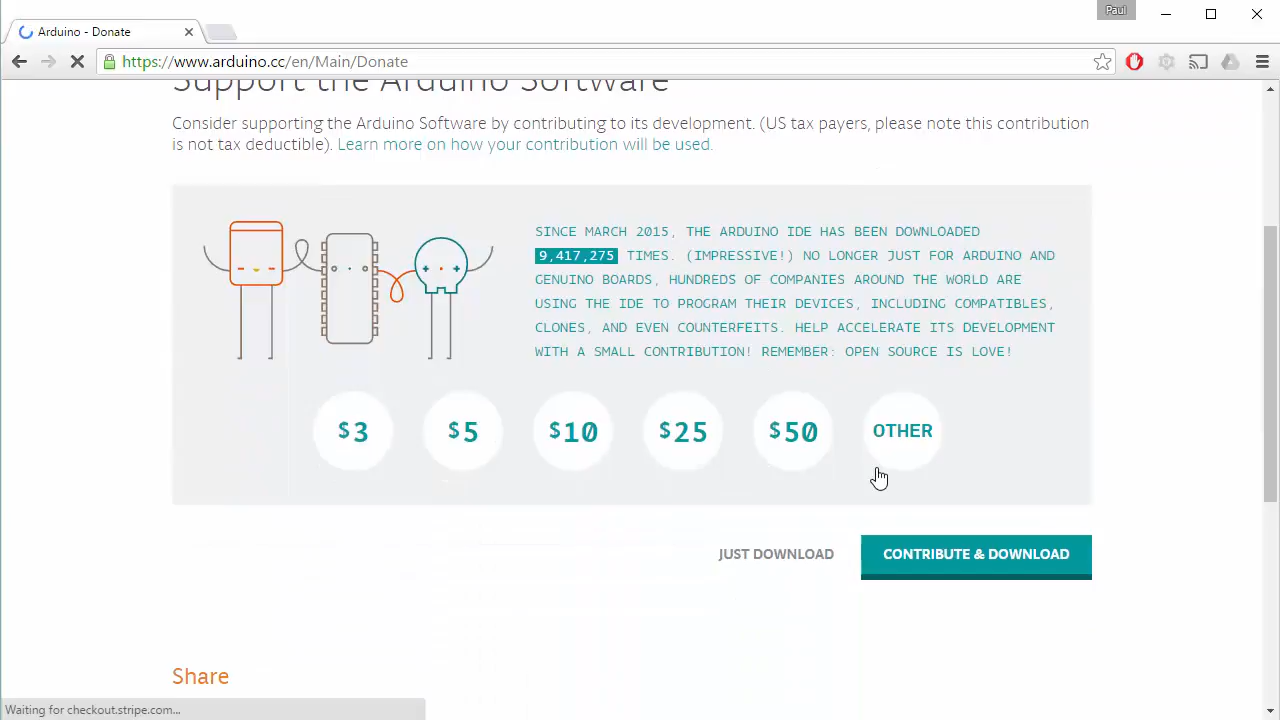 Paul
Arduino - Donate
https://www.arduino.cc/en/Main/Donate
Support the Arduino Software
Consider supporting the Arduino Software by contributing to its development. (US tax payers, please note this contribution
is not tax deductible). Learn more on how your contribution will be used.
SINCE MARCH 2015, THE ARDUINO IDE HAS BEEN DOWNLOADED
9,417,275 TIMES. (IMPRESSIVE!) NO LONGER JUST FOR ARDUINO AND
GENUINO BOARDS, HUNDREDS OF COMPANIES AROUND THE WORLD ARE
USING THE IDE TO PROGRAM THEIR DEVICES, INCLUDING COMPATIBLES,
CLONES, AND EVEN COUNTERFEITS. HELP ACCELERATE ITS DEVELOPMENT
WITH A SMALL CONTRIBUTION! REMEMBER: OPEN SOURCE IS LOVE!
$3 $5 $10 $25 $50 OTHER
JUST DOWNLOAD CONTRIBUTE & DOWNLOAD
Share
Waiting for checkout.stripe.com...